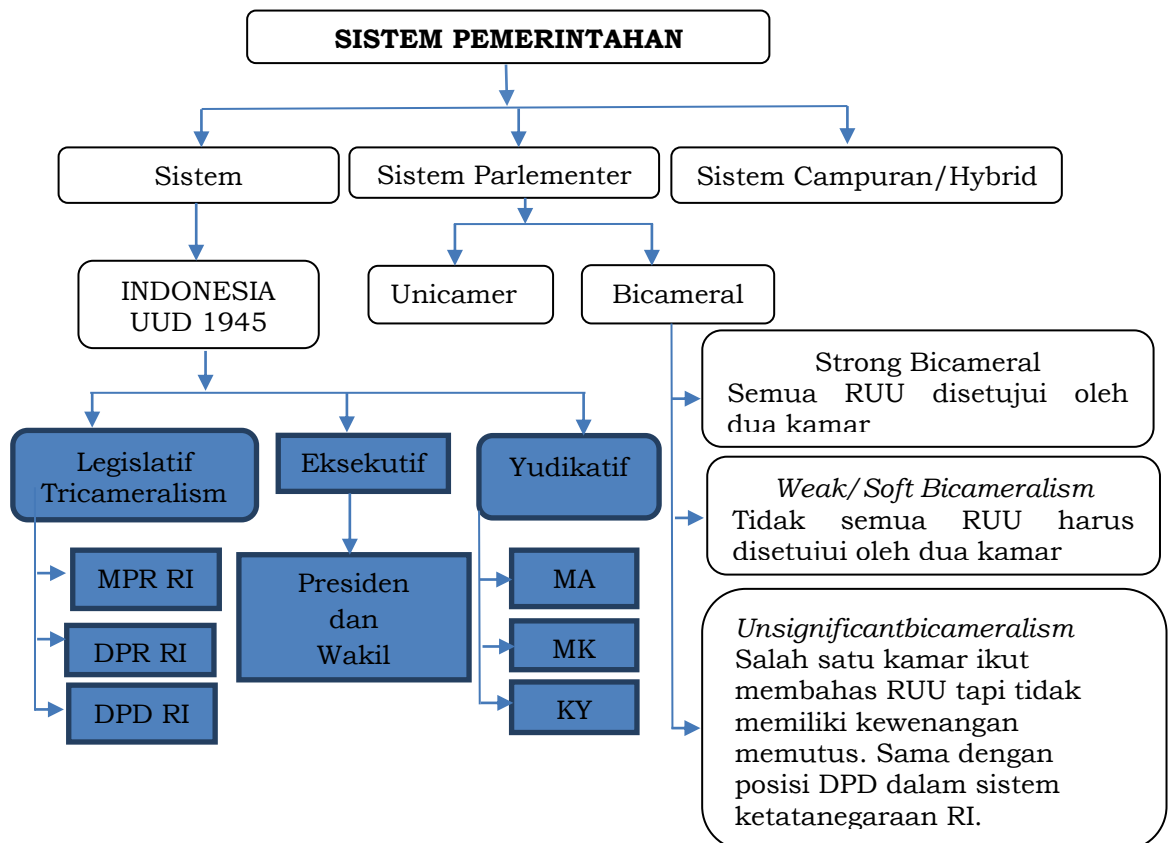 SISTEM PEMERINTAHAN
Sistem
Sistem Parlementer
Sistem Campuran/Hybrid
INDONESIA
UUD 1945
Unicamer
Bicameral
Strong Bicameral
Semua RUU disetujui oleh
dua kamar
Legislatif
Tricameralism
Eksekutif
Yudikatif
Weak/Soft Bicameralism
Tidak semua RUU harus
disetujui oleh dua kamar
MPR RI
DPR RI
DPD RI
Presiden
dan
Wakil
MA
MK
KY
Unsignificantbicameralism
Salah satu kamar ikut
membahas RUU tapi tidak
memiliki kewenangan
memutus. Sama dengan
posisi DPD dalam sistem
ketatanegaraan RI.